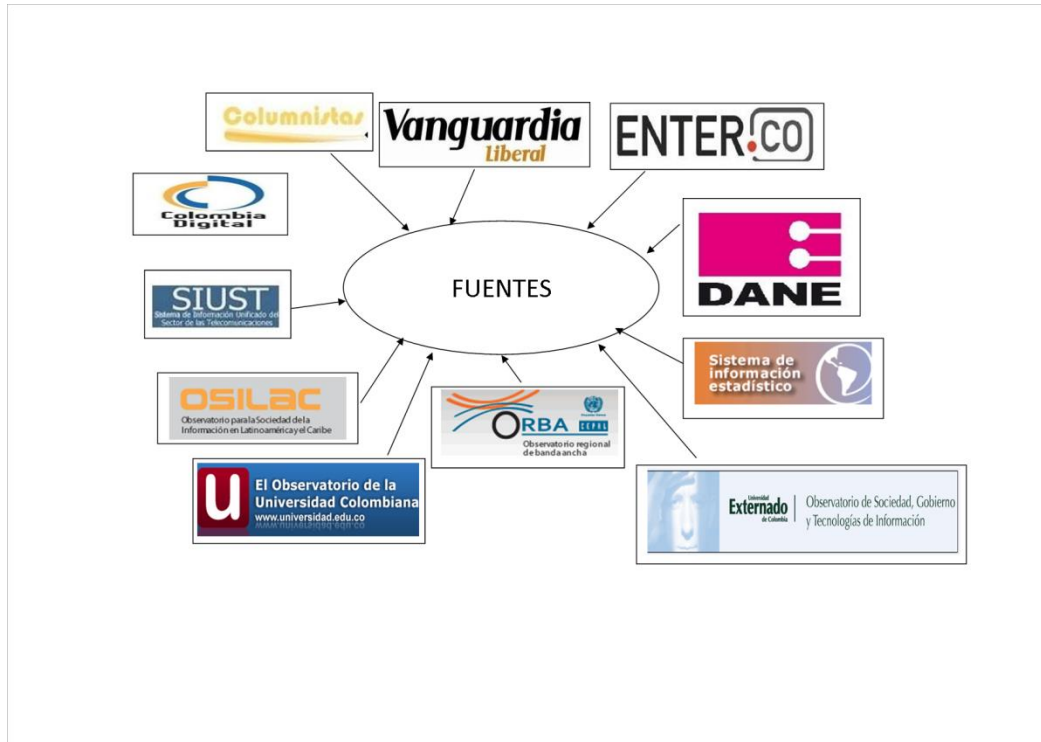 Columnistas
Vanguardia
Liberal
ENTER.CO
Colombia
Digital
DANE
FUENTES
SIUST
Sistema de Información Unificado del
Sector de las Telecomunicaciones
Sistema de
información
estadístico
OSILAC
Observatorio para la Sociedad de la
Información en Latinoamérica y el Caribe
ORBA
CEPAL
Observatorio regional
de banda ancha
u
El Observatorio de la
Universidad Colombiana
www.universidad.edu.co
Universidad
Externado
de Colombia
Observatorio de Sociedad, Gobierno
y Tecnologías de Información